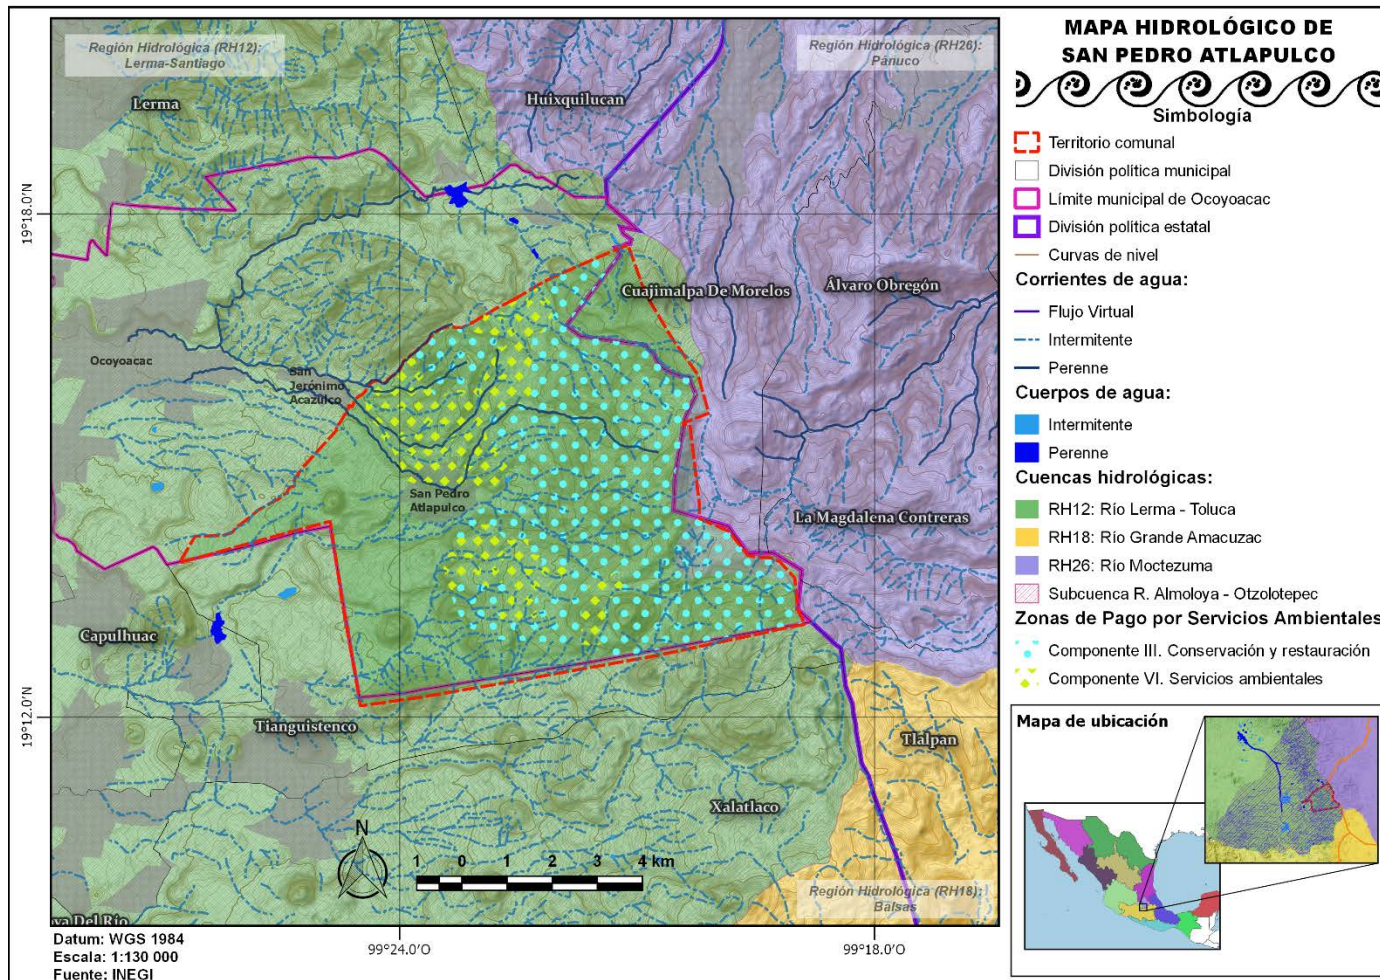 Región Hidrológica (RH12):
Lerma-Santiago
Región Hidrológica (RH26):
Pánuco
Lerma
Huixquilucan
19°18.0'N
Cuajimalpa De Morelos
Álvaro Obregón
Ocoyoacac
San
Jerónimo
Acazulco
San Pedro
Atlapulco
La Magdalena Contreras
Capulhuac
19°12.0'N
Tianguistenco
Tlalpan
Xalatlaco
N
1 0 1 2 3 4 km
Región Hidrológica (RH18):
Balsas
Del Río
99°24.0'O
99°18.0'O
Datum: WGS 1984
Escala: 1:130 000
Fuente: INEGI
MAPA HIDROLÓGICO DE
SAN PEDRO ATLAPULCO
Simbología
Territorio comunal
División política municipal
Límite municipal de Ocoyoacac
División política estatal
Curvas de nivel
Corrientes de agua:
Flujo Virtual
Intermitente
Perenne
Cuerpos de agua:
Intermitente
Perenne
Cuencas hidrológicas:
RH12: Río Lerma - Toluca
RH18: Río Grande Amacuzac
RH26: Río Moctezuma
Subcuenca R. Almoloya - Otzolotepec
Zonas de Pago por Servicios Ambientales
Componente III. Conservación y restauración
Componente VI. Servicios ambientales
Mapa de ubicación